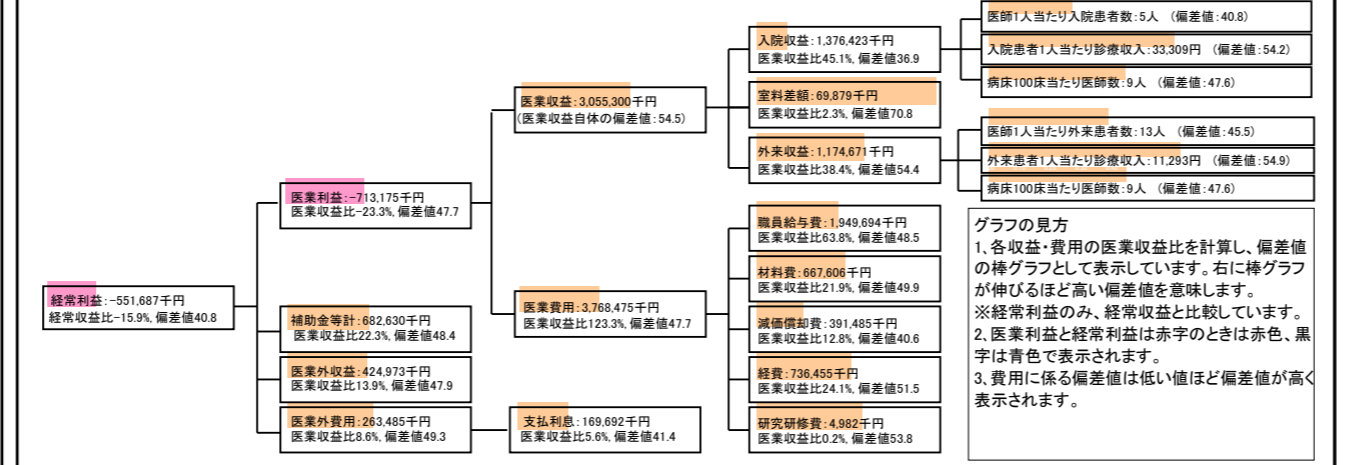 医師1人当たり入院患者数：5人 （偏差値：40.8）
入院収益：1,376,423千円
医業収益比45.1%，偏差値36.9
入院患者1人当たり診療収入：33,309円 （偏差値：54.2）
病床100床当たり医師数：9人 （偏差値：47.6）
医業収益：3,055,300千円
（医業収益自体の偏差値：54.5）
室料差額：69,879千円
医業収益比2.3%，偏差値70.8
医師1人当たり外来患者数：13人 （偏差値：45.5）
外来収益：1,174,671千円
医業収益比38.4%，偏差値54.4
外来患者1人当たり診療収入：11,293円 （偏差値：54.9）
病床100床当たり医師数：9人 （偏差値：47.6）
医業利益：-713,175千円
医業収益比-23.3%，偏差値47.7
職員給与費：1,949,694千円
医業収益比63.8%，偏差値48.5
材料費：667,606千円
医業収益比21.9%，偏差値49.9
経常利益：-551,687千円
経常収益比-15.9%，偏差値40.8
医業費用：3,768,475千円
医業収益比123.3%，偏差値47.7
補助金等計：682,630千円
医業収益比22.3%，偏差値48.4
減価償却費：391,485千円
医業収益比12.8%，偏差値40.6
医業外収益：424,973千円
医業収益比13.9%，偏差値47.9
経費：736,455千円
医業収益比24.1%，偏差値51.5
医業外費用：263,485千円
医業収益比8.6%，偏差値49.3
支払利息：169,692千円
医業収益比5.6%，偏差値41.4
研究研修費：4,982千円
医業収益比0.2%，偏差値53.8
グラフの見方
1、各収益・費用の医業収益比を計算し、偏差値
の棒グラフとして表示しています。右に棒グラフ
が伸びるほど高い偏差値を意味します。
※経常利益のみ、経常収益と比較しています。
2、医業利益と経常利益は赤字のときは赤色、黒
字は青色で表示されます。
3、費用に係る偏差値は低い値ほど偏差値が高く
表示されます。